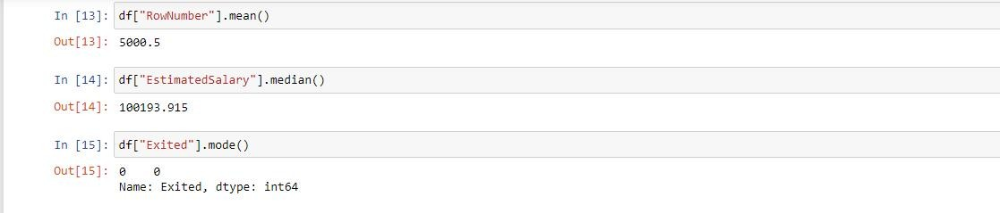 In [13]: df["RowNumber"].mean()
Out[13]: 5000.5
In [14]: df["EstimatedSalary"].median()
Out[14]: 100193.915
In [15]: df["Exited"].mode()
Out[15]: 0    0
Name: Exited, dtype: int64